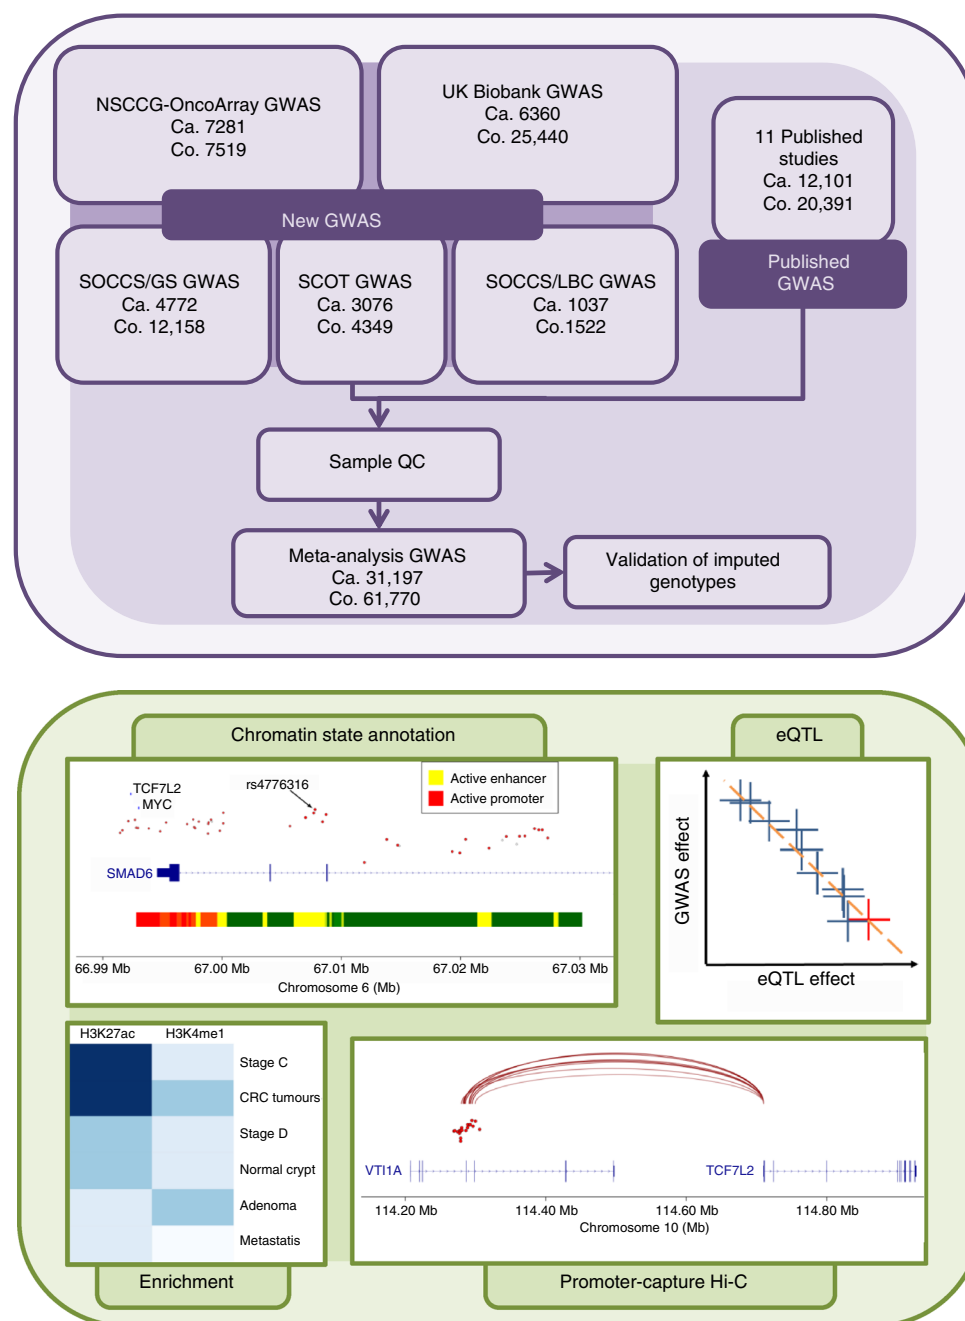 NSCCG-OncoArray GWAS
Ca. 7281
Co. 7519
UK Biobank GWAS
Ca. 6360
Co. 25,440
11 Published
studies
Ca. 12,101
Co. 20,391
New GWAS
Published
GWAS
SOCCS/GS GWAS
Ca. 4772
Co. 12,158
SCOT GWAS
Ca. 3076
Co. 4349
SOCCS/LBC GWAS
Ca. 1037
Co.1522
Sample QC
Meta-analysis GWAS
Ca. 31,197
Co. 61,770
Validation of imputed
genotypes
Chromatin state annotation
TCF7L2
MYC
rs4776316
Active enhancer
Active promoter
SMAD6
66.99 Mb 67.00 Mb 67.01 Mb 67.02 Mb 67.03 Mb
Chromosome 6 (Mb)
eQTL
GWAS effect
eQTL effect
H3K27ac H3K4me1
Stage C
CRC tumours
Stage D
Normal crypt
Adenoma
Metastatis
Enrichment
VTI1A
TCF7L2
114.20 Mb 114.40 Mb 114.60 Mb 114.80 Mb
Chromosome 10 (Mb)
Promoter-capture Hi-C